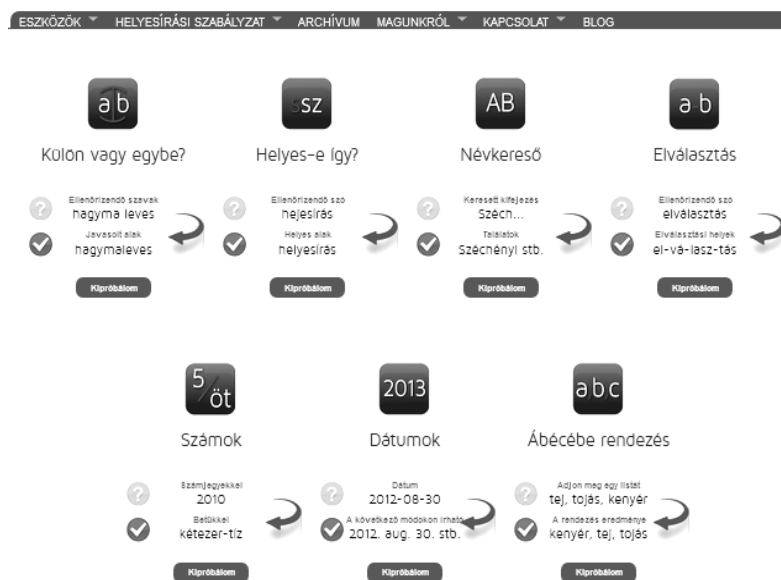 ESZKÖZÖK HELYESÍRÁSI SZABÁLYZAT ARCHÍVUM MAGUNKRÓL KAPCSOLAT BLOG
ab sz AB a-b
Külön vagy egybe? Helyes-e így? Névkereső Elválasztás
Ellenőrizendő szavak Ellenőrizendő szó Keresett kifejezés Ellenőrizendő szó
hagyma leves hejesírás Széch... elválasztás
Javasolt alak Helyes alak Találatok Elválasztási helyek
hagymaleves helyesírás Széchényi stb. el-vá-lasz-tás
Kipróbálom Kipróbálom Kipróbálom Kipróbálom
5/öt 2013 a,b,c
Számok Dátumok Ábécébe rendezés
Számjegyekkel Dátum Adjon meg egy listát
2010 2012-08-30 tej, tojás, kenyér
Betűkkel A következő módokon írható A rendezés eredménye
kétezer-tíz 2012. aug. 30. stb. kenyér, tej, tojás
Kipróbálom Kipróbálom Kipróbálom